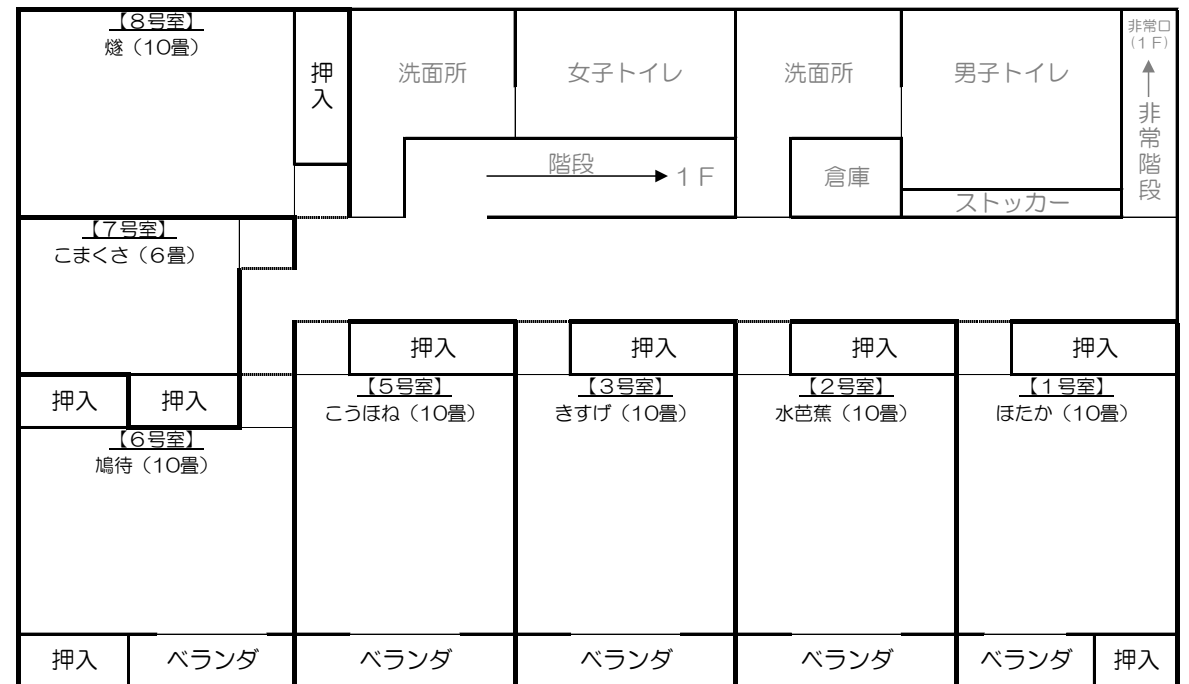 【8号室】
燧（10畳）
押入
洗面所
女子トイレ
洗面所
男子トイレ
非常口
（1F）
非常階段
階段
1F
倉庫
ストッカー
【7号室】
こまくさ（6畳）
押入
押入
押入
押入
押入
押入
【5号室】
こうほね（10畳）
【3号室】
きすげ（10畳）
【2号室】
水芭蕉（10畳）
【1号室】
ほたか（10畳）
【6号室】
鳩待（10畳）
押入
ベランダ
ベランダ
ベランダ
ベランダ
ベランダ
押入